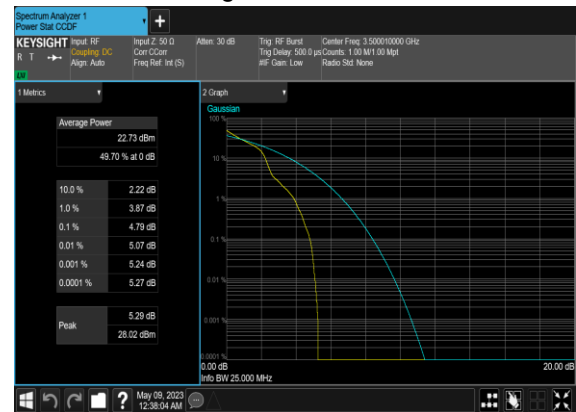 Spectrum Analyzer 1
Power Stat CCDF
+
KEYSIGHT Input: RF Input Z: 50 Ω Atten: 30 dB Trig: RF Burst Center Freq: 3.500010000 GHz
R T Coupling: DC Corr CCorr Trig Delay: 500.0 µs Counts: 1.00 M/1.00 Mpt
Align: Auto Freq Ref: Int (S) #IF Gain: Low Radio Std: None
LU
1 Metrics
Average Power
22.73 dBm
49.70 % at 0 dB
10.0 % 2.22 dB
1.0 % 3.87 dB
0.1 % 4.79 dB
0.01 % 5.07 dB
0.001 % 5.24 dB
0.0001 % 5.27 dB
Peak 5.29 dB
28.02 dBm
2 Graph
Gaussian
100 %
10 %
1 %
0.1 %
0.01 %
0.001 %
0.0001 %
0.00 dB 20.00 dB
Info BW 25.000 MHz
?
May 09, 2023
12:38:04 AM